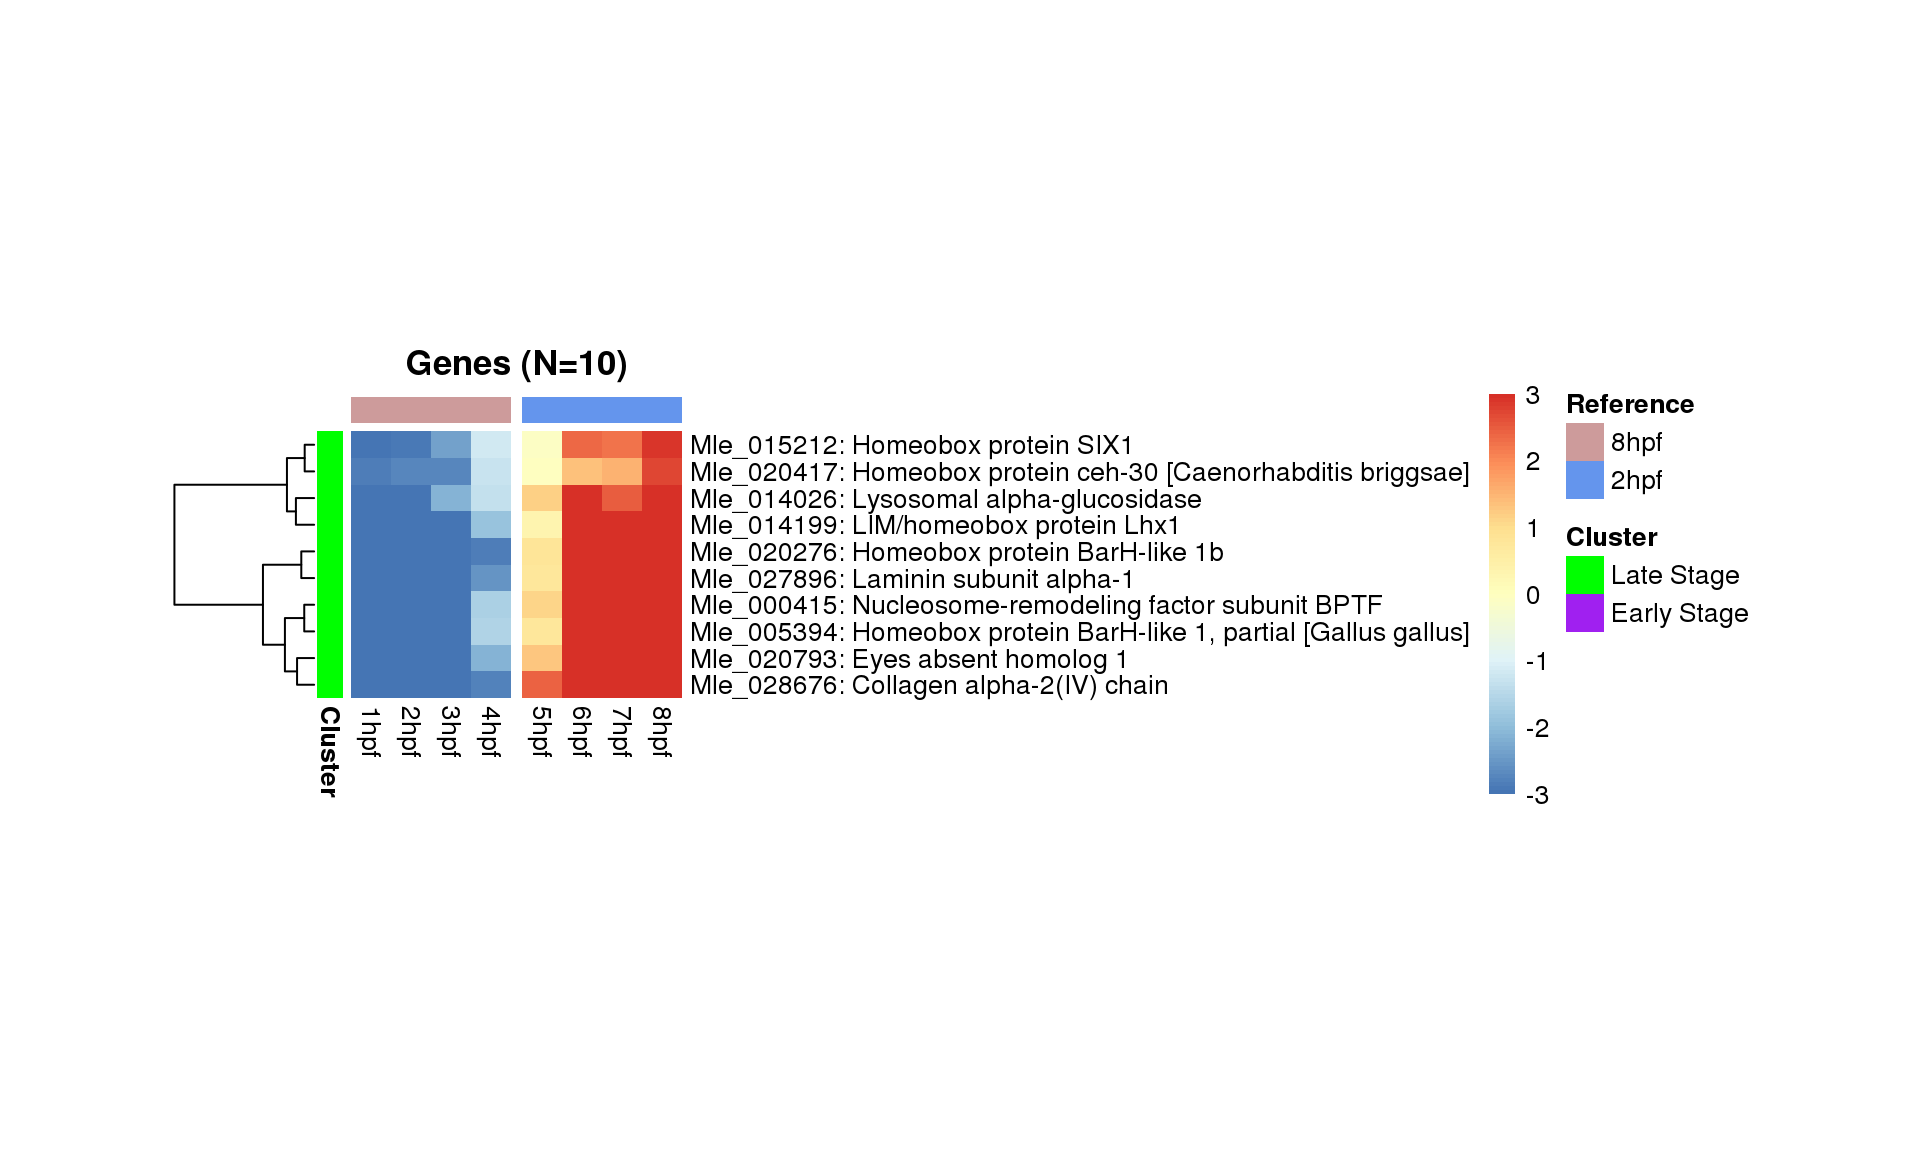 Genes (N=10)
Mle_015212: Homeobox protein SIX1
Mle_020417: Homeobox protein ceh-30 [Caenorhabditis briggsae]
Mle_014026: Lysosomal alpha-glucosidase
Mle_014199: LIM/homeobox protein Lhx1
Mle_020276: Homeobox protein BarH-like 1b
Mle_027896: Laminin subunit alpha-1
Mle_000415: Nucleosome-remodeling factor subunit BPTF
Mle_005394: Homeobox protein BarH-like 1, partial [Gallus gallus]
Mle_020793: Eyes absent homolog 1
Mle_028676: Collagen alpha-2(IV) chain
Cluster
1hpf
2hpf
3hpf
4hpf
5hpf
6hpf
7hpf
8hpf
3
2
1
0
-1
-2
-3
Reference
8hpf
2hpf
Cluster
Late Stage
Early Stage